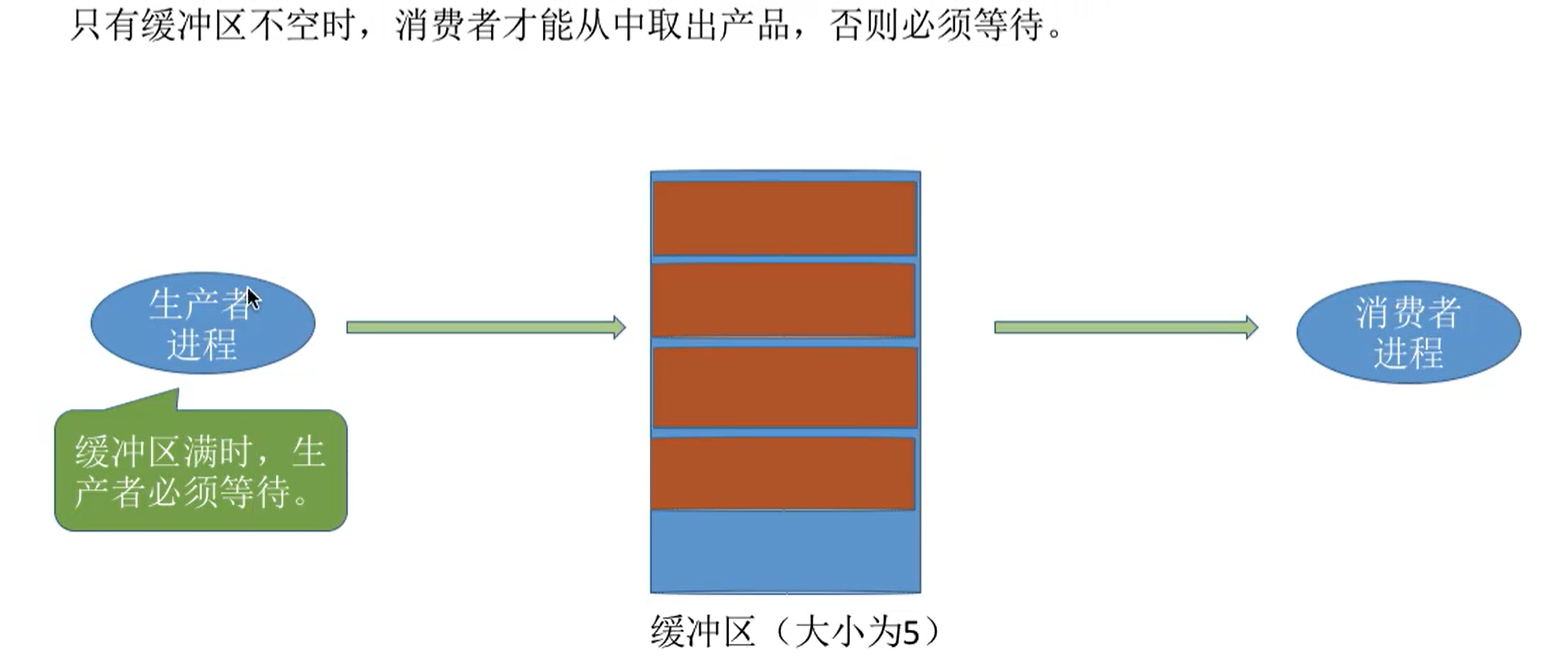 只有缓冲区不空时，消费者才能从中取出产品，否则必须等待。
生产者
进程
消费者
进程
缓冲区满时，生
产者必须等待。
缓冲区（大小为5）